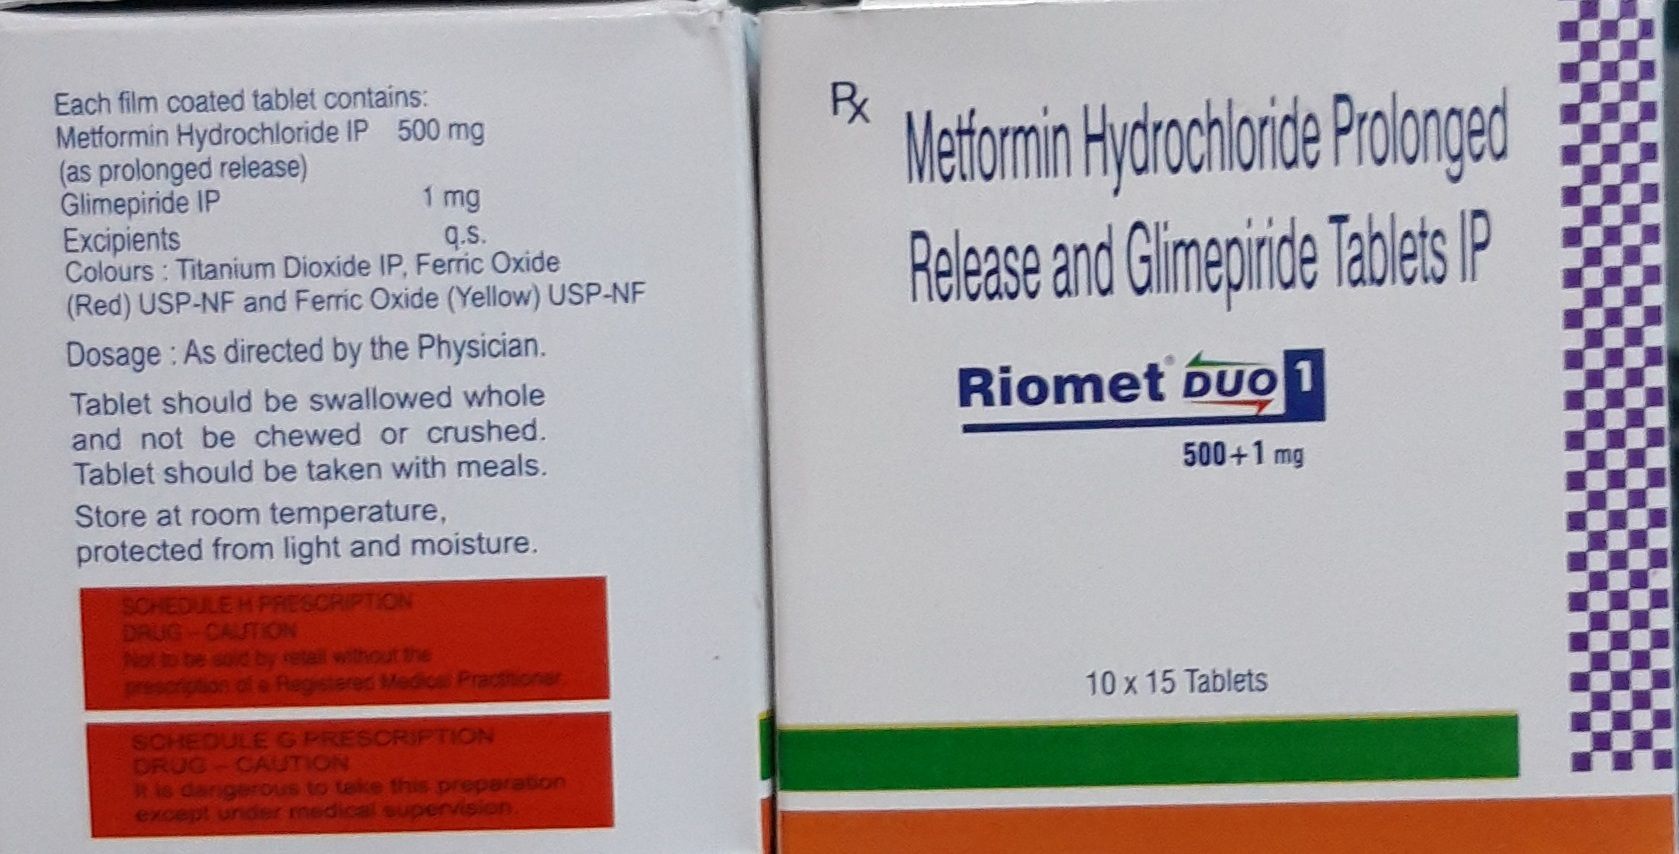 Each film coated tablet contains:
Metformin Hydrochloride IP 500 mg
(as prolonged release)
Glimepiride IP 1 mg
Excipients q.s.
Colours : Titanium Dioxide IP, Ferric Oxide
(Red) USP-NF and Ferric Oxide (Yellow) USP-NF
Dosage : As directed by the Physician.
Tablet should be swallowed whole
and not be chewed or crushed.
Tablet should be taken with meals.
Store at room temperature,
protected from light and moisture.
SCHEDULE H PRESCRIPTION
DRUG – CAUTION
Not to be sold by retail without the
prescription of a Registered Medical Practitioner.
SCHEDULE G PRESCRIPTION
DRUG – CAUTION
It is dangerous to take this preparation
except under medical supervision.
Rx
Metformin Hydrochloride Prolonged
Release and Glimepiride Tablets IP
Riomet® DUO 1
500+1 mg
10 x 15 Tablets